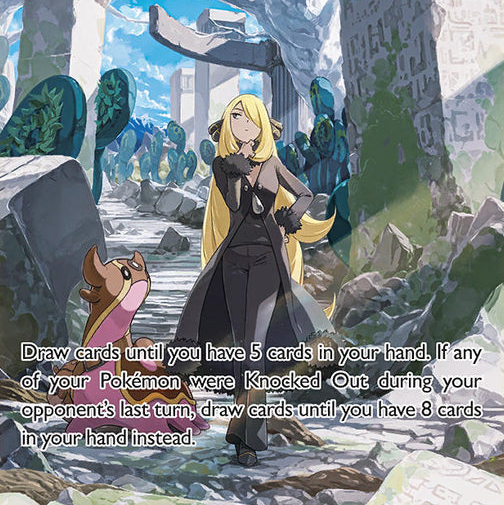 Draw cards until you have 5 cards in your hand. If any
of your Pokémon were Knocked Out during your
opponent's last turn, draw cards until you have 8 cards
in your hand instead.